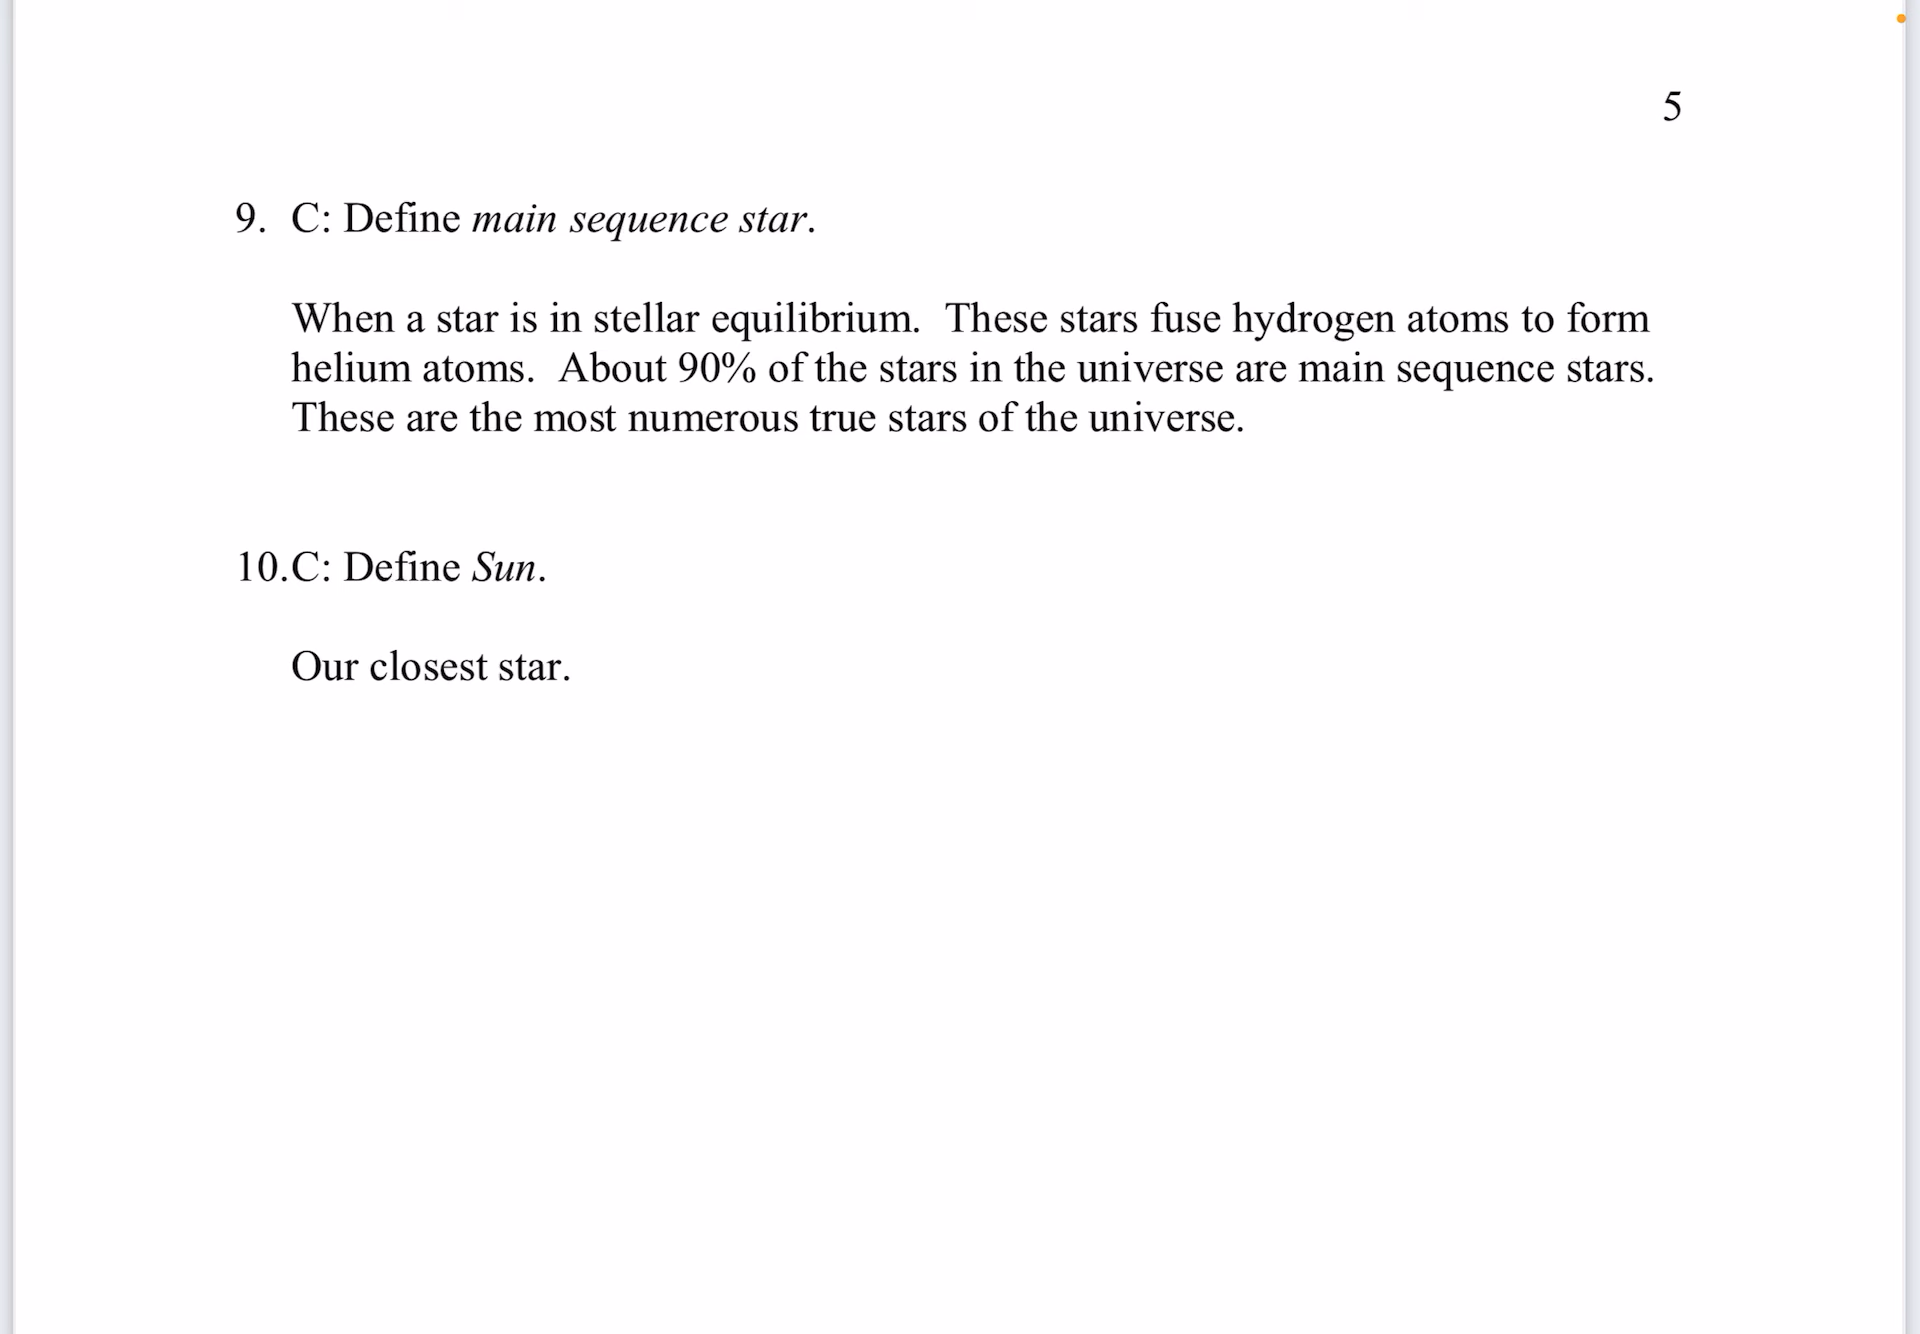 5
9. C: Define main sequence star.
When a star is in stellar equilibrium.  These stars fuse hydrogen atoms to form
helium atoms.  About 90% of the stars in the universe are main sequence stars.
These are the most numerous true stars of the universe.
10.C: Define Sun.
Our closest star.